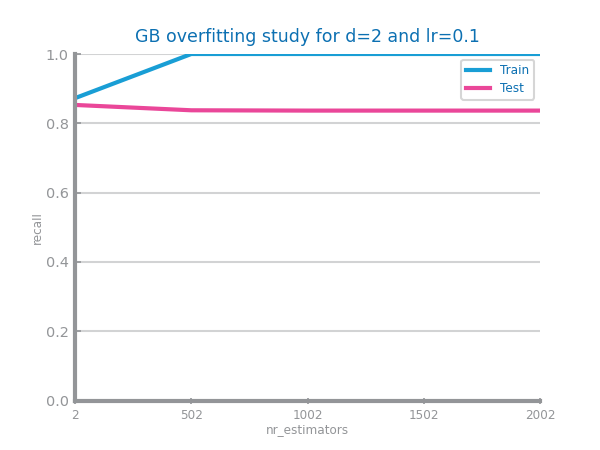 GB overfitting study for d=2 and lr=0.1
1.0
Train
Test
0.8
0.6
recall
0.4
0.2
0.0
2 502 1002 1502 2002
nr_estimators